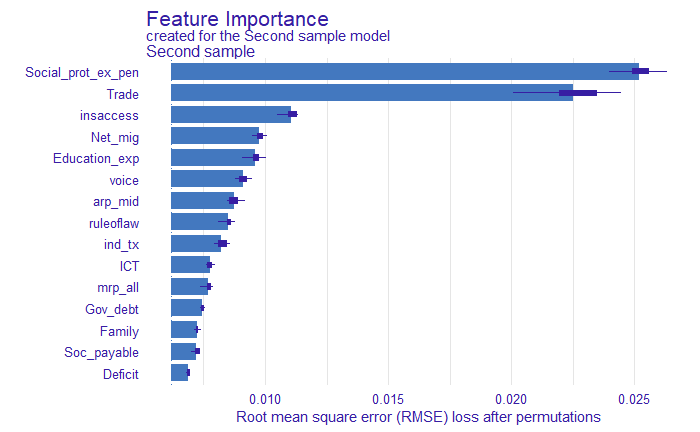 Feature Importance
created for the Second sample model
Second sample
Social_prot_ex_pen
Trade
insaccess
Net_mig
Education_exp
voice
arp_mid
ruleoflaw
ind_tx
ICT
mrp_all
Gov_debt
Family
Soc_payable
Deficit
0.010 0.015 0.020 0.025
Root mean square error (RMSE) loss after permutations